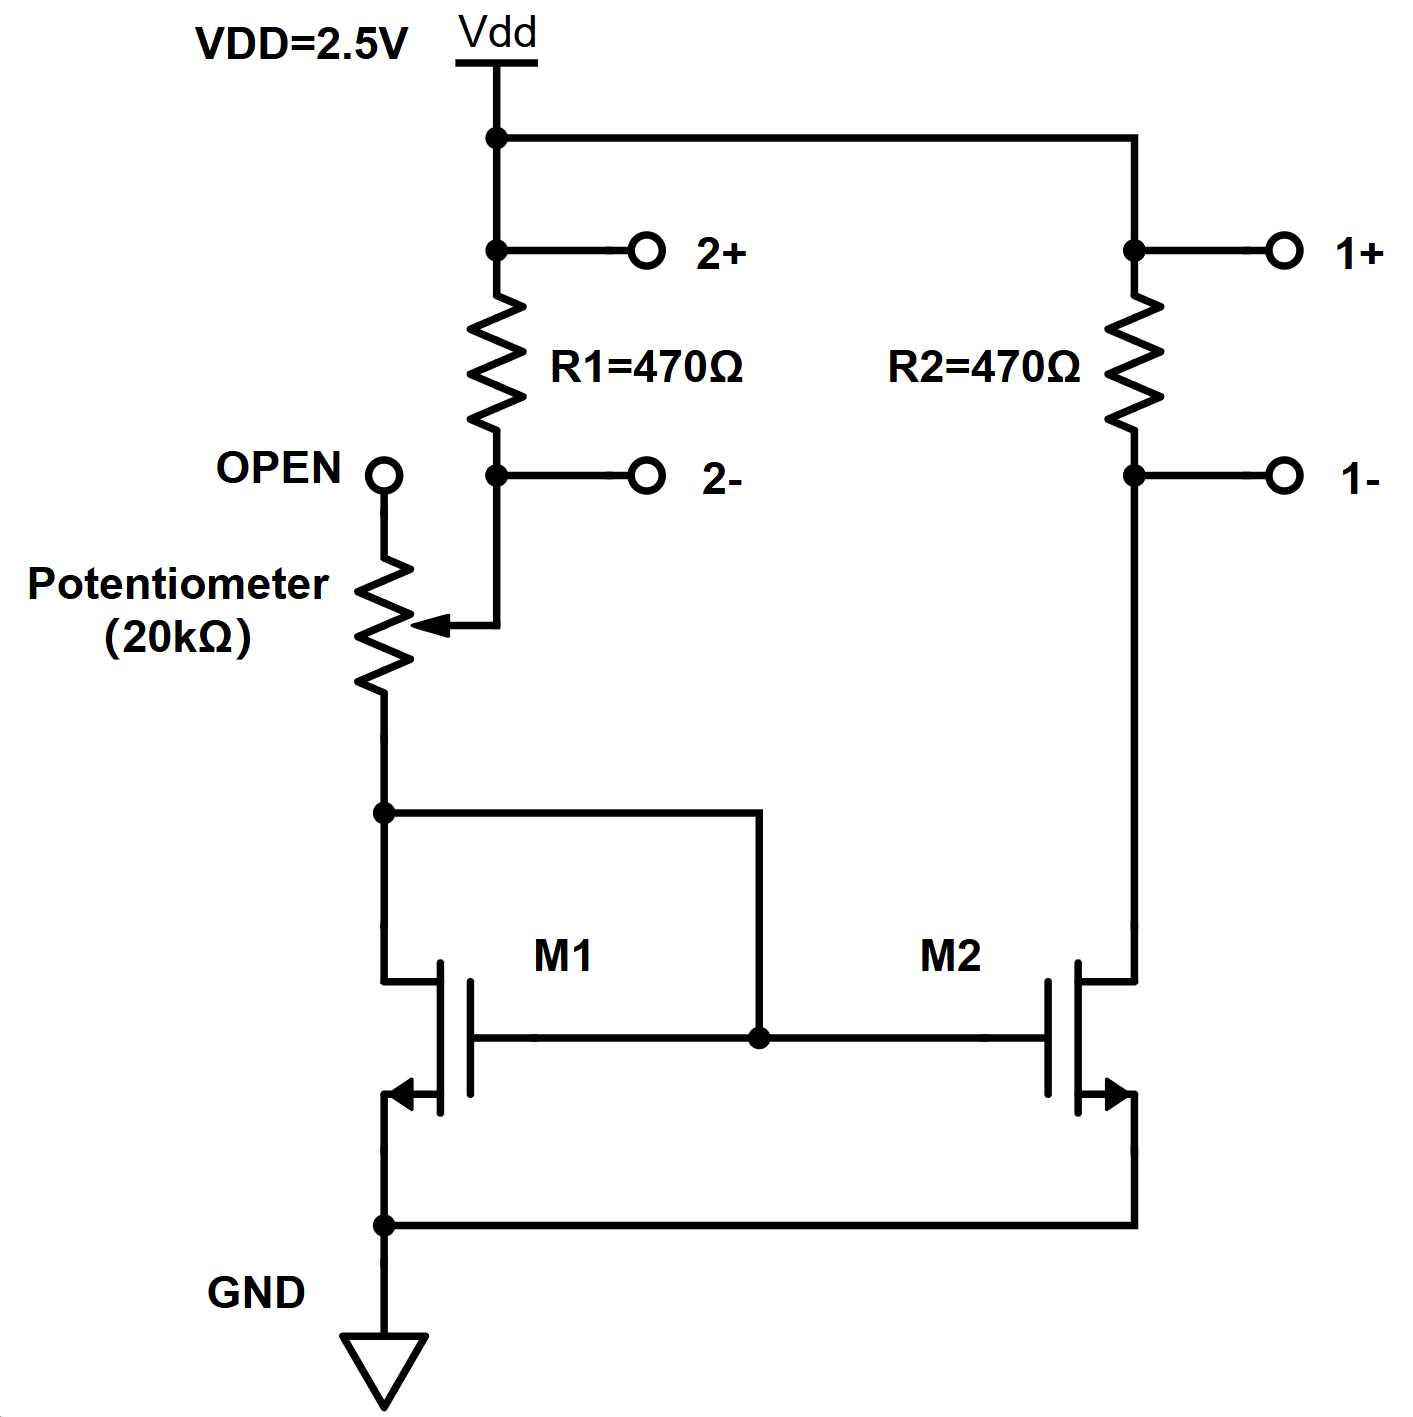 VDD=2.5V
Vdd
2+
1+
R1=470Ω
R2=470Ω
OPEN
2-
1-
Potentiometer
(20kΩ)
M1
M2
GND